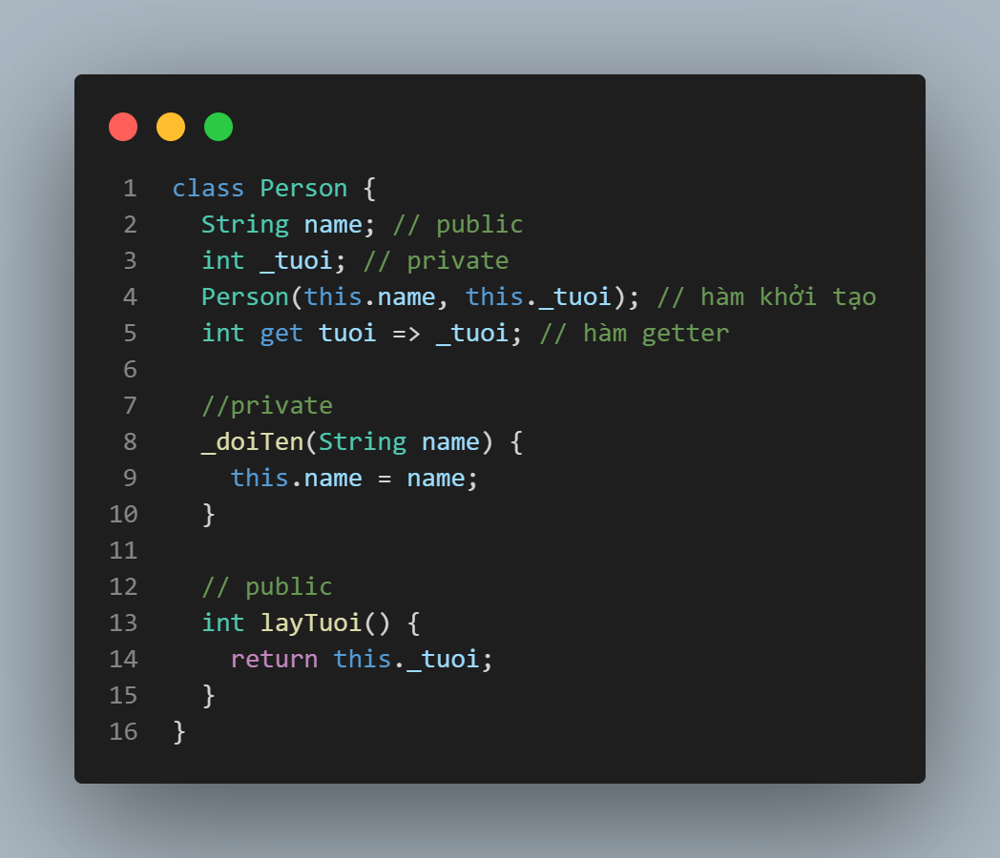 1 class Person {
2   String name; // public
3   int _tuoi; // private
4   Person(this.name, this._tuoi); // hàm khởi tạo
5   int get tuoi => _tuoi; // hàm getter
6
7   //private
8   _doiTen(String name) {
9     this.name = name;
10   }
11
12   // public
13   int layTuoi() {
14     return this._tuoi;
15   }
16 }